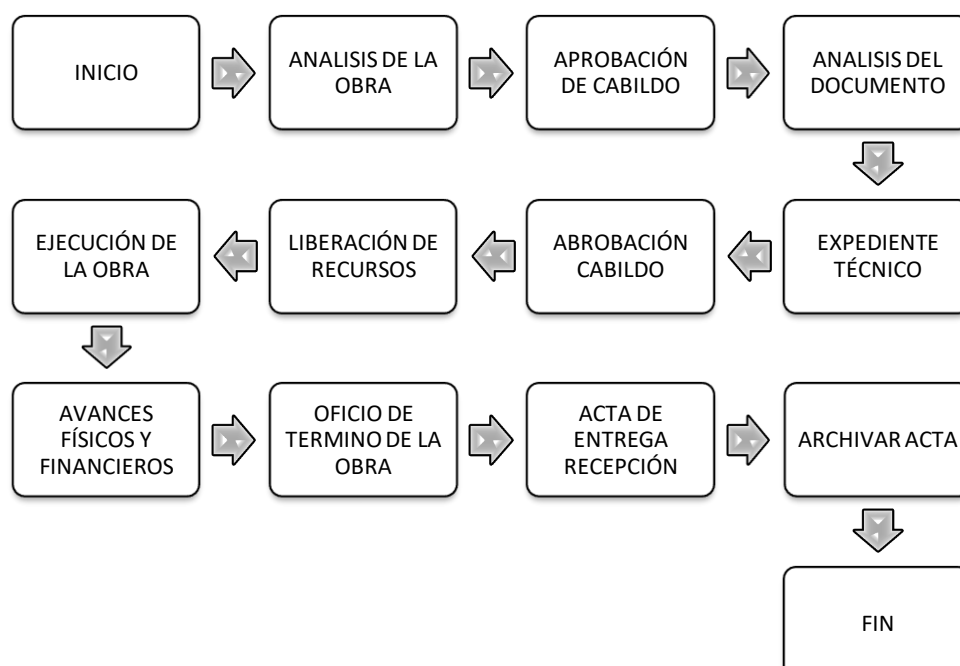 INICIO
ANALISIS DE LA
OBRA
APROBACIÓN
DE CABILDO
ANALISIS DEL
DOCUMENTO
EXPEDIENTE
TÉCNICO
ABROBACIÓN
CABILDO
LIBERACIÓN DE
RECURSOS
EJECUCIÓN DE
LA OBRA
AVANCES
FÍSICOS Y
FINANCIEROS
OFICIO DE
TERMINO DE LA
OBRA
ACTA DE
ENTREGA
RECEPCIÓN
ARCHIVAR ACTA
FIN